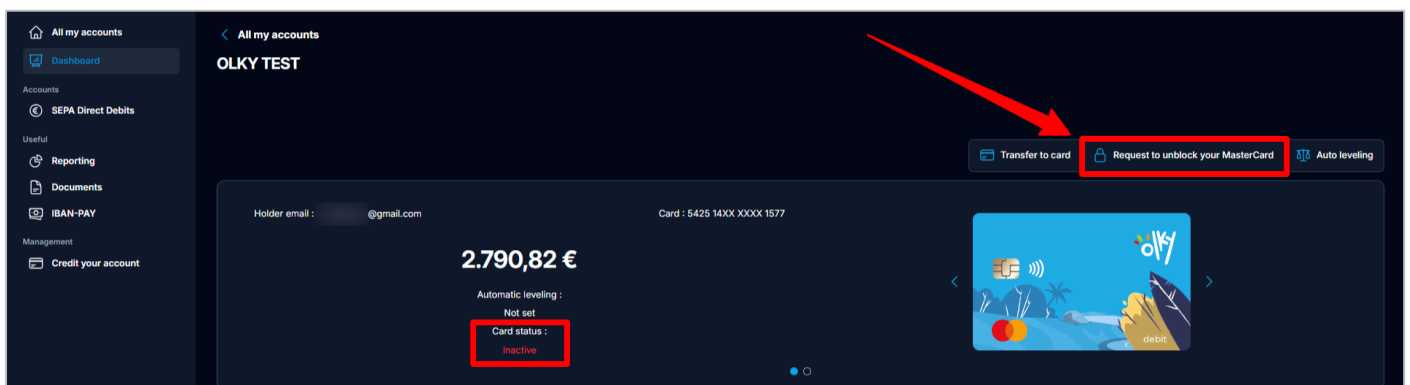 All my accounts
Dashboard
Accounts
SEPA Direct Debits
Useful
Reporting
Documents
IBAN-PAY
Management
Credit your account
All my accounts
OLKY TEST
Transfer to card
Request to unblock your MasterCard
Auto leveling
Holder email : @gmail.com
Card : 5425 14XX XXXX 1577
2.790,82 €
Automatic leveling :
Not set
Card status :
Inactive
olky
debit